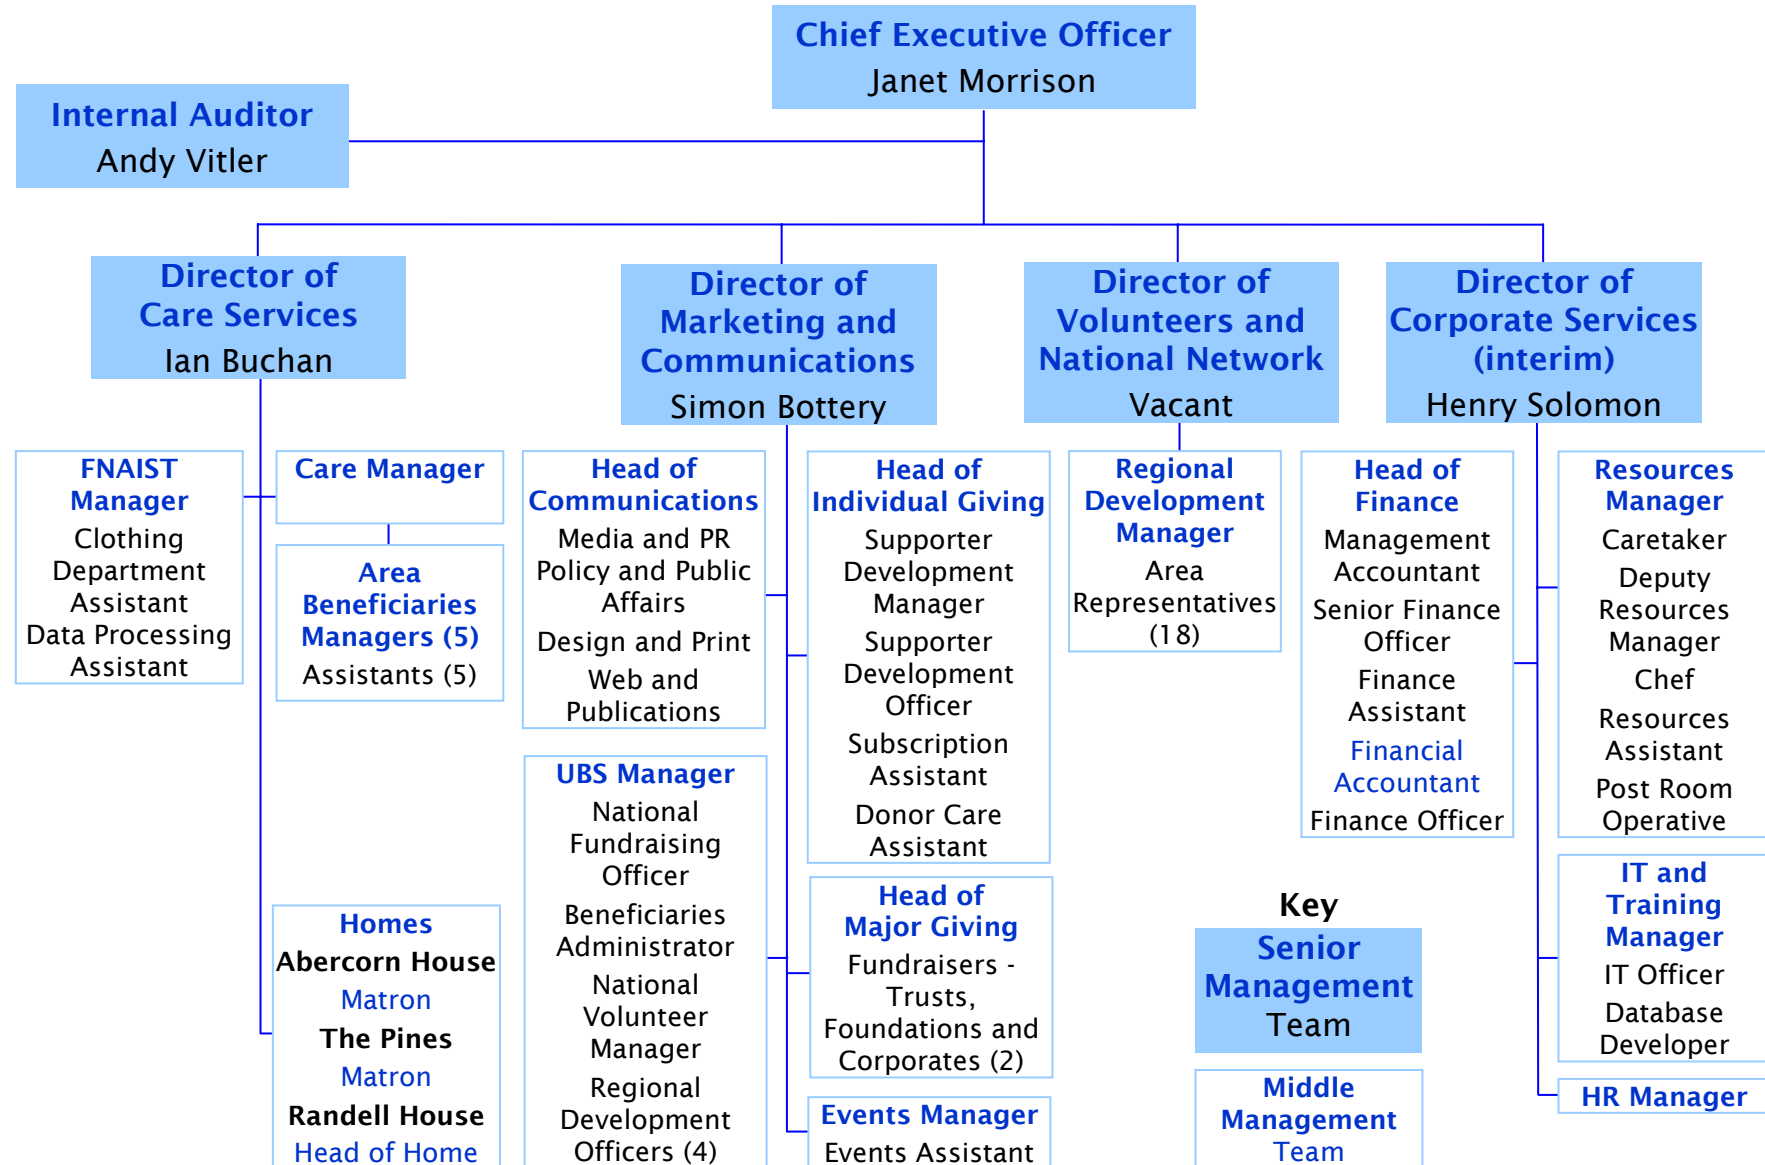 Chief Executive Officer
Janet Morrison
Internal Auditor
Andy Vitler
Director of
Care Services
Ian Buchan
Director of
Marketing and
Communications
Simon Bottery
Director of
Volunteers and
National Network
Vacant
Director of
Corporate Services
(interim)
Henry Solomon
FNAIST
Manager
Clothing
Department
Assistant
Data Processing
Assistant
Care Manager
Area
Beneficiaries
Managers (5)
Assistants (5)
Homes
Abercorn House
Matron
The Pines
Matron
Randell House
Head of Home
Head of
Communications
Media and PR
Policy and Public
Affairs
Design and Print
Web and
Publications
UBS Manager
National
Fundraising
Officer
Beneficiaries
Administrator
National
Volunteer
Manager
Regional
Development
Officers (4)
Head of
Individual Giving
Supporter
Development
Manager
Supporter
Development
Officer
Subscription
Assistant
Donor Care
Assistant
Head of
Major Giving
Fundraisers -
Trusts,
Foundations and
Corporates (2)
Events Manager
Events Assistant
Regional
Development
Manager
Area
Representatives
(18)
Head of
Finance
Management
Accountant
Senior Finance
Officer
Finance
Assistant
Financial
Accountant
Finance Officer
Resources
Manager
Caretaker
Deputy
Resources
Manager
Chef
Resources
Assistant
Post Room
Operative
IT and
Training
Manager
IT Officer
Database
Developer
HR Manager
Key
Senior
Management
Team
Middle
Management
Team